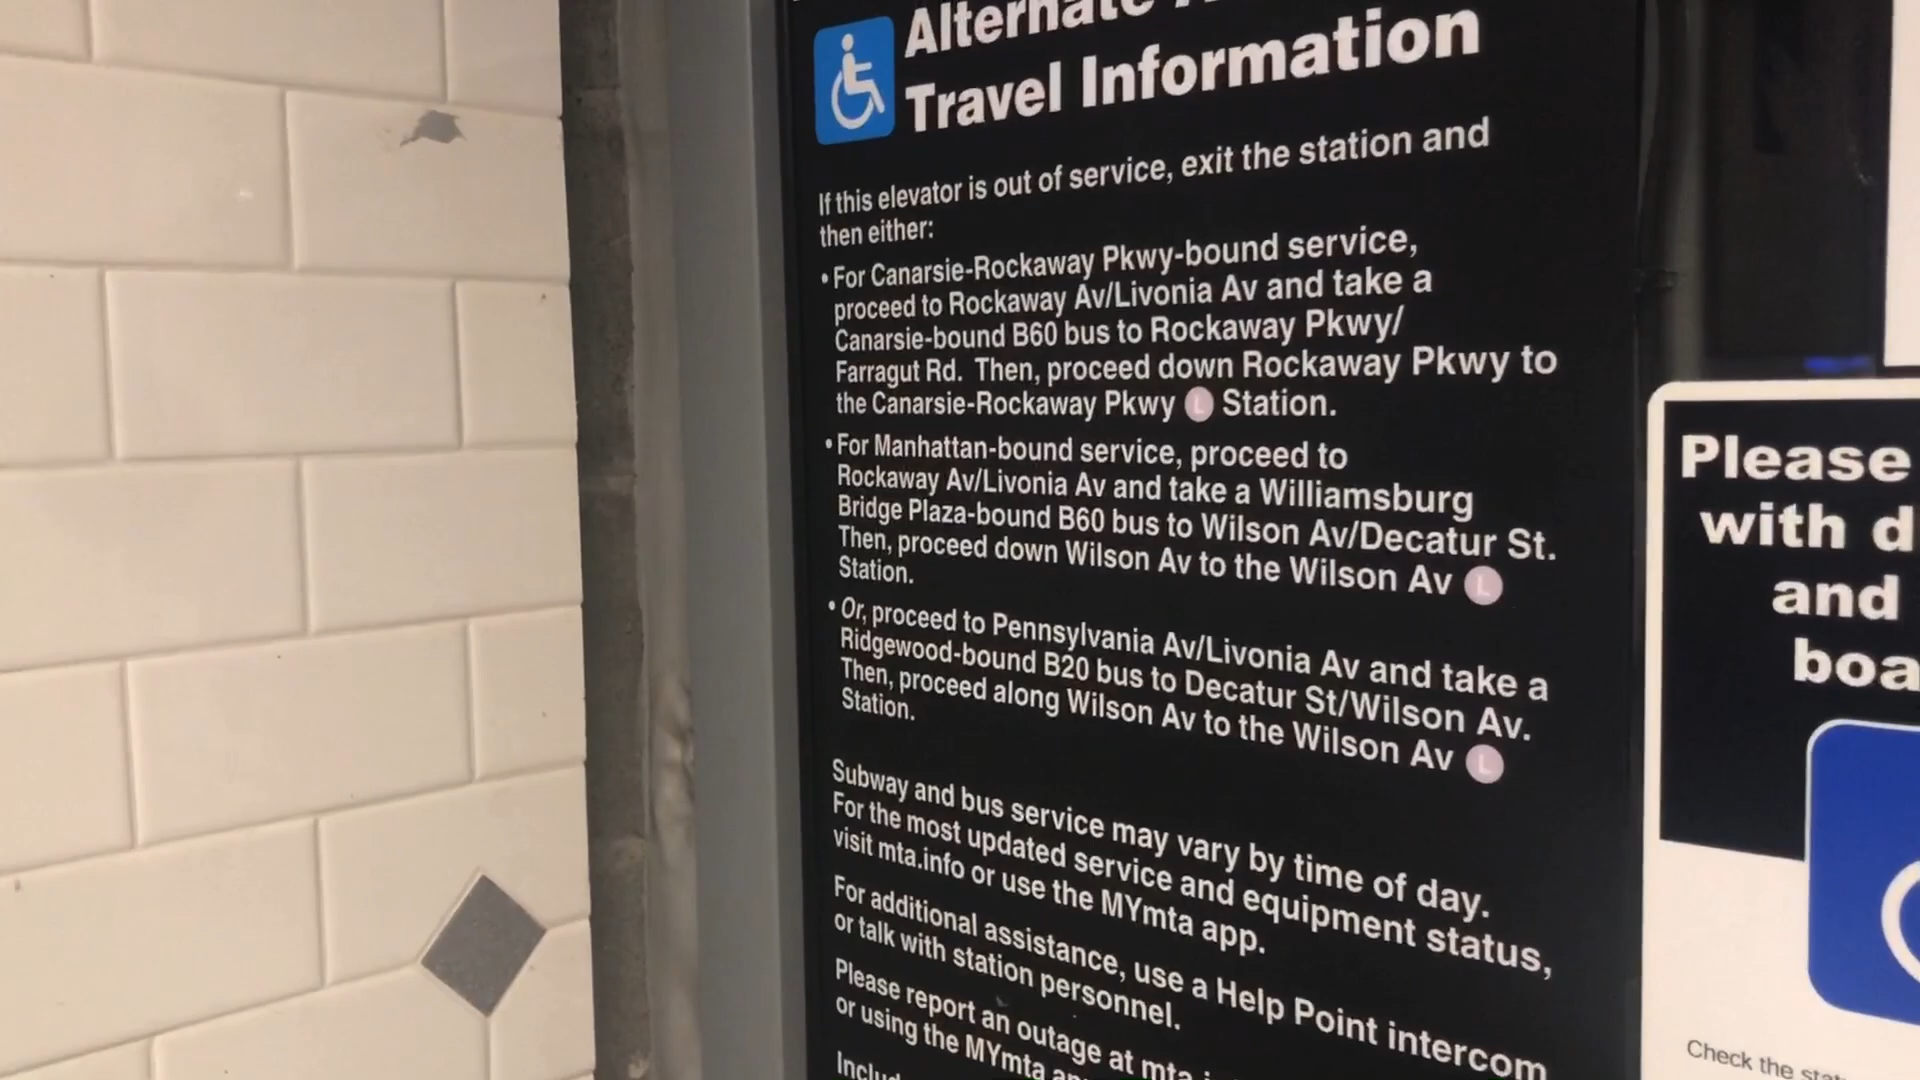 Alternate
Travel Information
If this elevator is out of service, exit the station and
then either:
• For Canarsie-Rockaway Pkwy-bound service,
proceed to Rockaway Av/Livonia Av and take a
Canarsie-bound B60 bus to Rockaway Pkwy/
Farragut Rd. Then, proceed down Rockaway Pkwy to
the Canarsie-Rockaway Pkwy L Station.
• For Manhattan-bound service, proceed to
Rockaway Av/Livonia Av and take a Williamsburg
Bridge Plaza-bound B60 bus to Wilson Av/Decatur St.
Then, proceed down Wilson Av to the Wilson Av L
Station.
• Or, proceed to Pennsylvania Av/Livonia Av and take a
Ridgewood-bound B20 bus to Decatur St/Wilson Av.
Then, proceed along Wilson Av to the Wilson Av L
Station.
Subway and bus service may vary by time of day.
For the most updated service and equipment status,
visit mta.info or use the MYmta app.
For additional assistance, use a Help Point intercom
or talk with station personnel.
Please report an outage at mta.i
or using the MYmta
Includ
Please
with d
and
boa
Check the